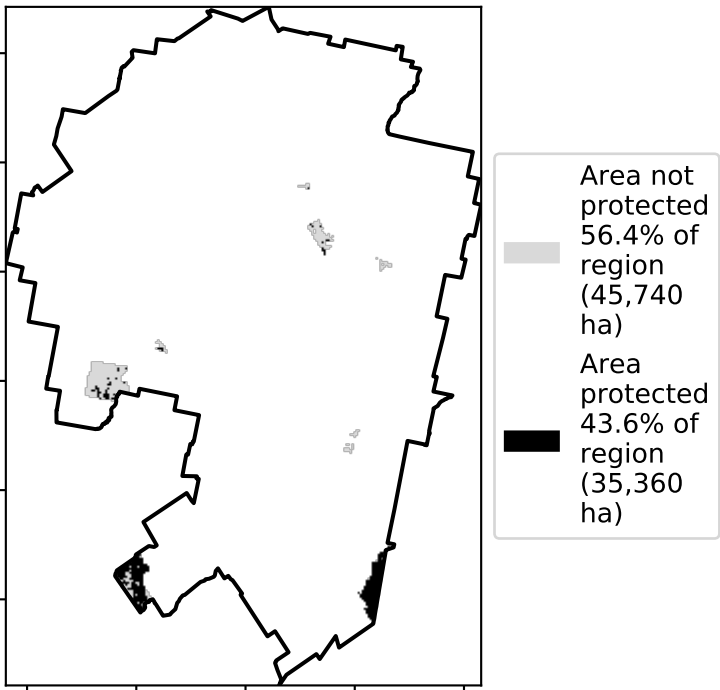 Area not
protected
56.4% of
region
(45,740
ha)
Area
protected
43.6% of
region
(35,360
ha)